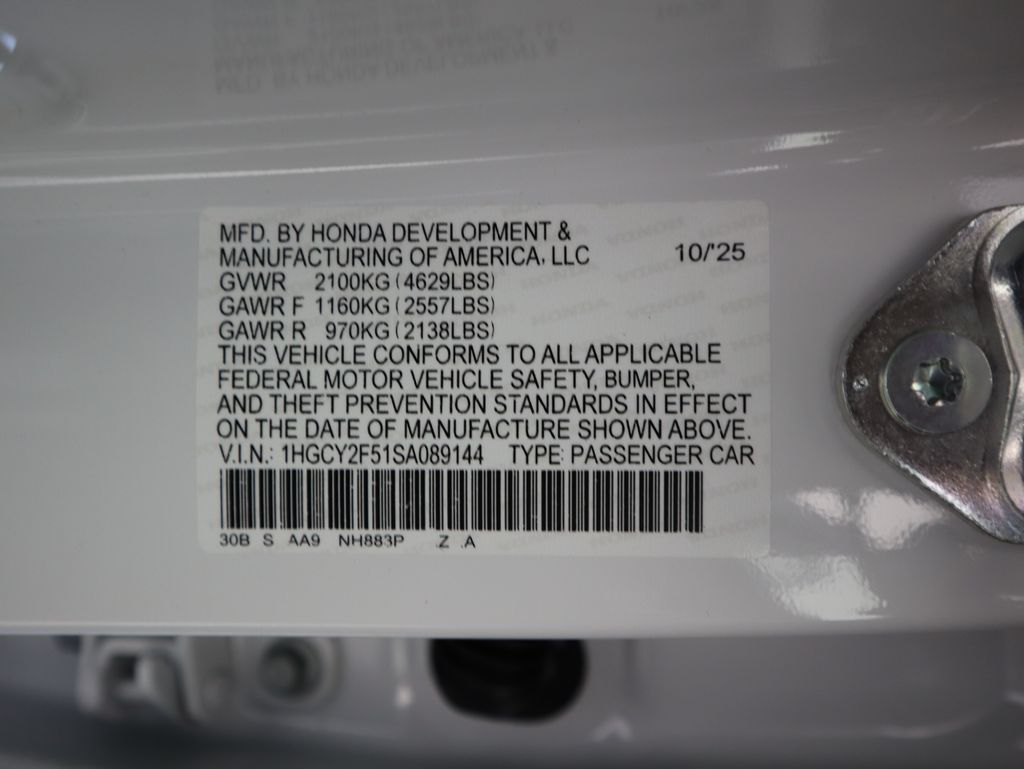 MFD. BY HONDA DEVELOPMENT &
MANUFACTURING OF AMERICA, LLC 10/'25
GVWR 2100KG (4629LBS)
GAWR F 1160KG (2557LBS)
GAWR R 970KG (2138LBS)
THIS VEHICLE CONFORMS TO ALL APPLICABLE
FEDERAL MOTOR VEHICLE SAFETY, BUMPER,
AND THEFT PREVENTION STANDARDS IN EFFECT
ON THE DATE OF MANUFACTURE SHOWN ABOVE.
V.I.N.: 1HGCY2F51SA089144 TYPE: PASSENGER CAR
30B S AA9 NH883P .Z .A